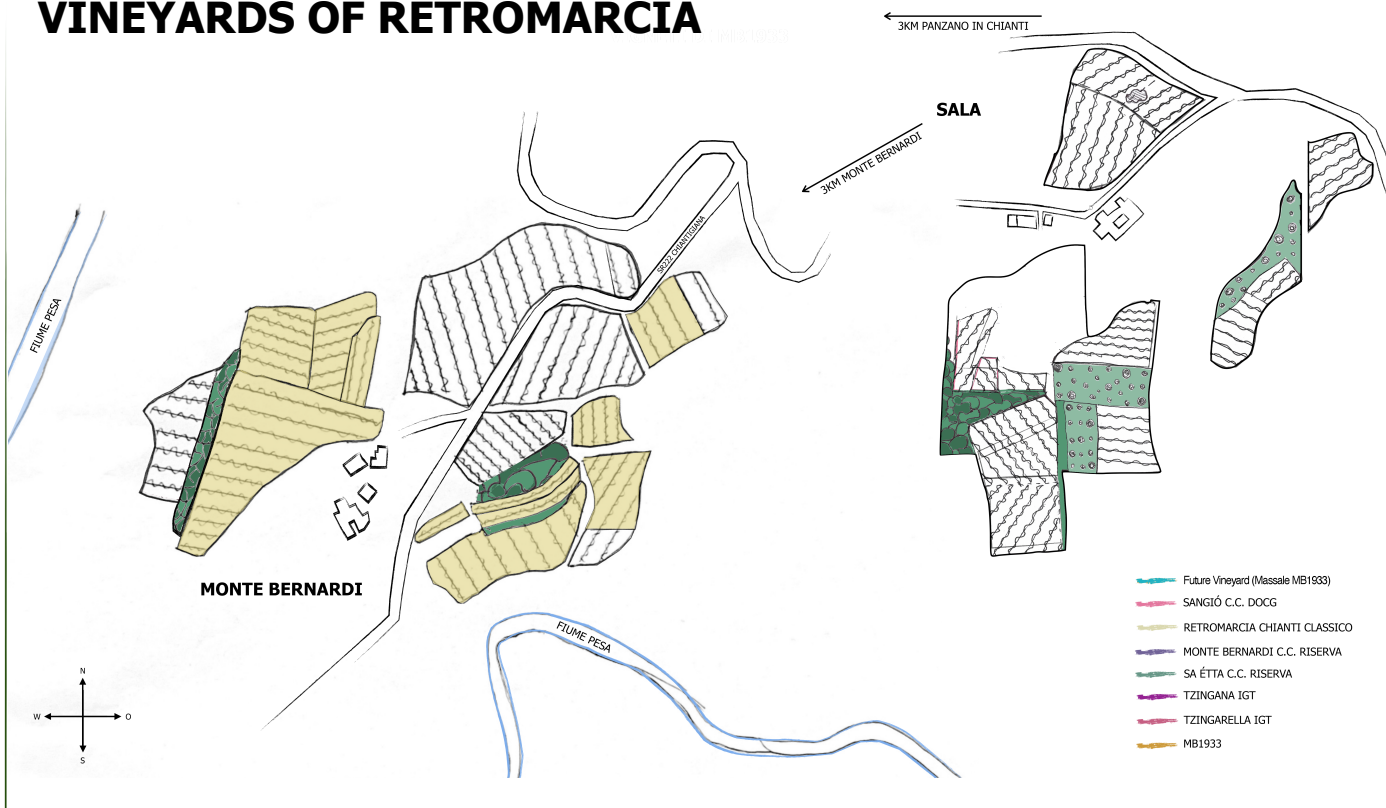 VINEYARDS OF RETROMARCIA
3KM PANZANO IN CHIANTI
SALA
3KM MONTE BERNARDI
SR222 CHIANTIGIANA
FIUME PESA
MONTE BERNARDI
FIUME PESA
N
W
O
S
Future Vineyard (Massale MB1933)
SANGIÓ C.C. DOCG
RETROMARCIA CHIANTI CLASSICO
MONTE BERNARDI C.C. RISERVA
SA ÉTTA C.C. RISERVA
TZINGANA IGT
TZINGARELLA IGT
MB1933